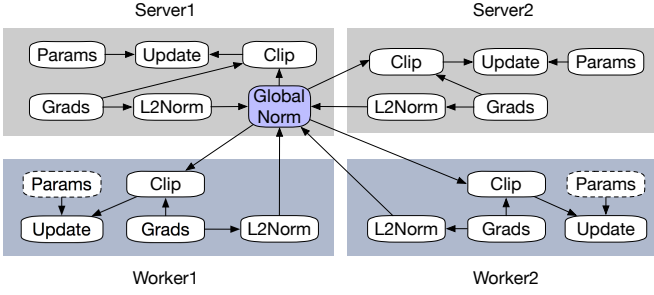 Server1
Server2
Params
Update
Clip
Clip
Update
Params
Grads
L2Norm
Global
Norm
L2Norm
Grads
Params
Clip
Clip
Params
Update
Grads
L2Norm
L2Norm
Grads
Update
Worker1
Worker2